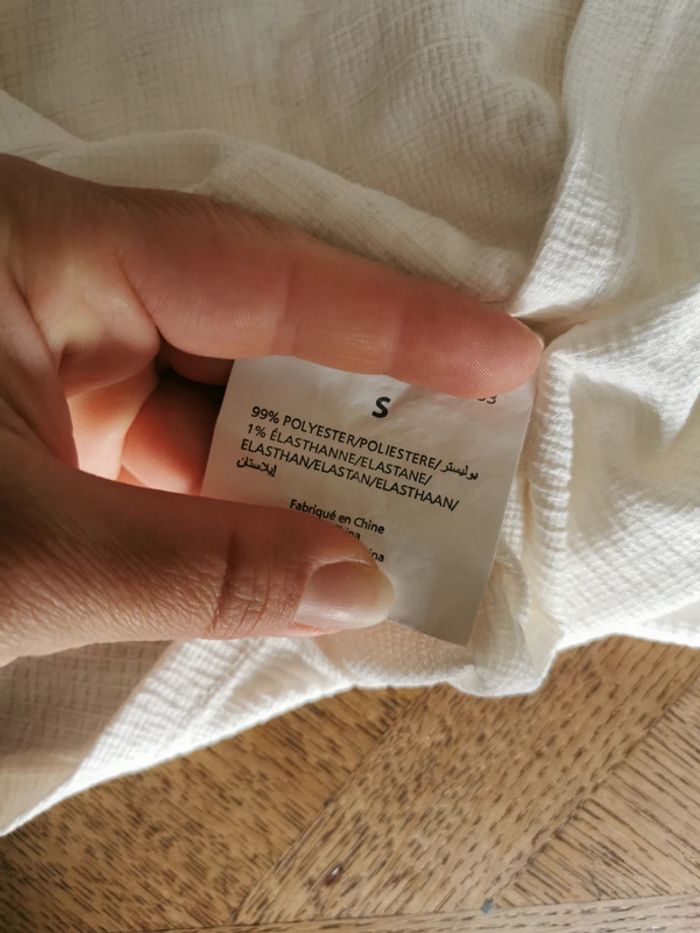 S
99% POLYESTER/POLIESTERE/بوليستر
1% ÉLASTHANNE/ELASTANE/
ELASTHAN/ELASTAN/ELASTHAAN/
إيلاستان
Fabriqué en Chine